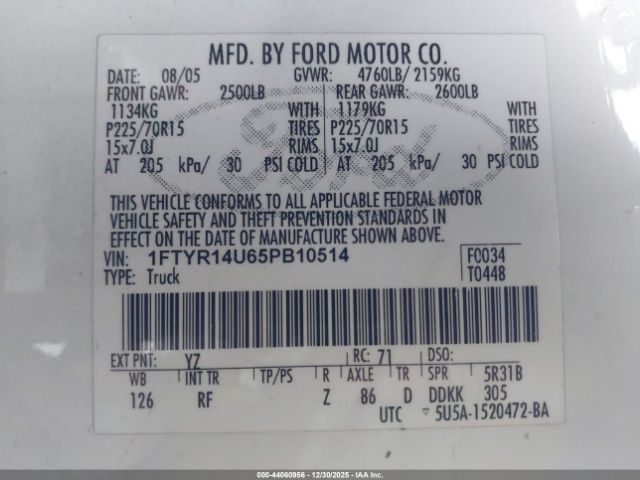 MFD. BY FORD MOTOR CO.
DATE: 08/05 GVWR: 4760LB/ 2159KG
FRONT GAWR: 2500LB REAR GAWR: 2600LB
1134KG WITH 1179KG WITH
P225/70R15 TIRES P225/70R15 TIRES
15x7.0J RIMS 15x7.0J RIMS
AT 205 kPa/ 30 PSI COLD AT 205 kPa/ 30 PSI COLD
Ford
THIS VEHICLE CONFORMS TO ALL APPLICABLE FEDERAL MOTOR
VEHICLE SAFETY AND THEFT PREVENTION STANDARDS IN
EFFECT ON THE DATE OF MANUFACTURE SHOWN ABOVE.
VIN: 1FTYR14U65PB10514 F0034
TYPE: Truck T0448
EXT PNT: YZ RC: 71 DSO:
WB INT TR TP/PS R AXLE TR SPR 5R31B
126 RF Z 86 D DDKK 305
UTC ▽ 5U5A-1520472-BA
000-44060956 - 12/30/2025 - IAAI.COM